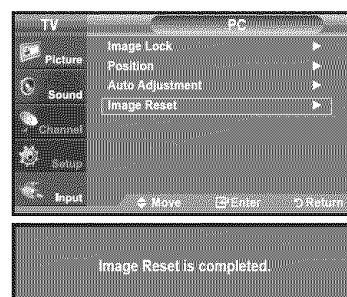 TV PC
Picture
Sound
Channel
Setup
Input
Image Lock
Position
Auto Adjustment
Image Reset
Move Enter Return
Image Reset is completed.